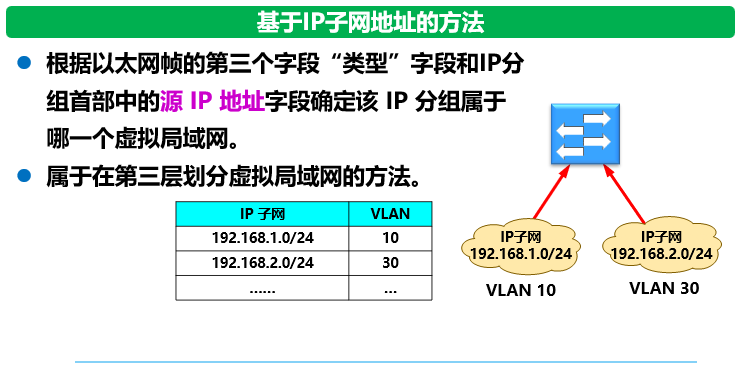 基于IP子网地址的方法
根据以太网帧的第三个字段“类型”字段和IP分
组首部中的源 IP 地址字段确定该 IP 分组属于
哪一个虚拟局域网。
属于在第三层划分虚拟局域网的方法。
IP 子网 VLAN
192.168.1.0/24 10
192.168.2.0/24 30
…… …
IP子网
192.168.1.0/24
VLAN 10
IP子网
192.168.2.0/24
VLAN 30